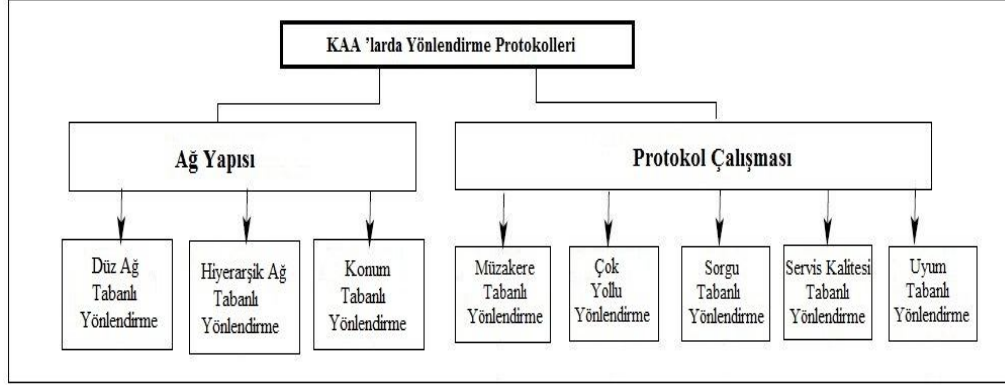 KAA 'larda Yönlendirme Protokolleri
Ağ Yapısı
Protokol Çalışması
Düz Ağ
Tabanlı
Yönlendirme
Hiyerarşik Ağ
Tabanlı
Yönlendirme
Konum
Tabanlı
Yönlendirme
Müzakere
Tabanlı
Yönlendirme
Çok
Yollu
Yönlendirme
Sorgu
Tabanlı
Yönlendirme
Servis Kalitesi
Tabanlı
Yönlendirme
Uyum
Tabanlı
Yönlendirme